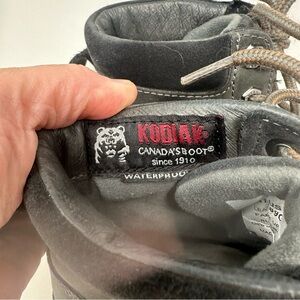 KODIAK®
CANADA'S BOOT®
since 1910
WATERPROOF